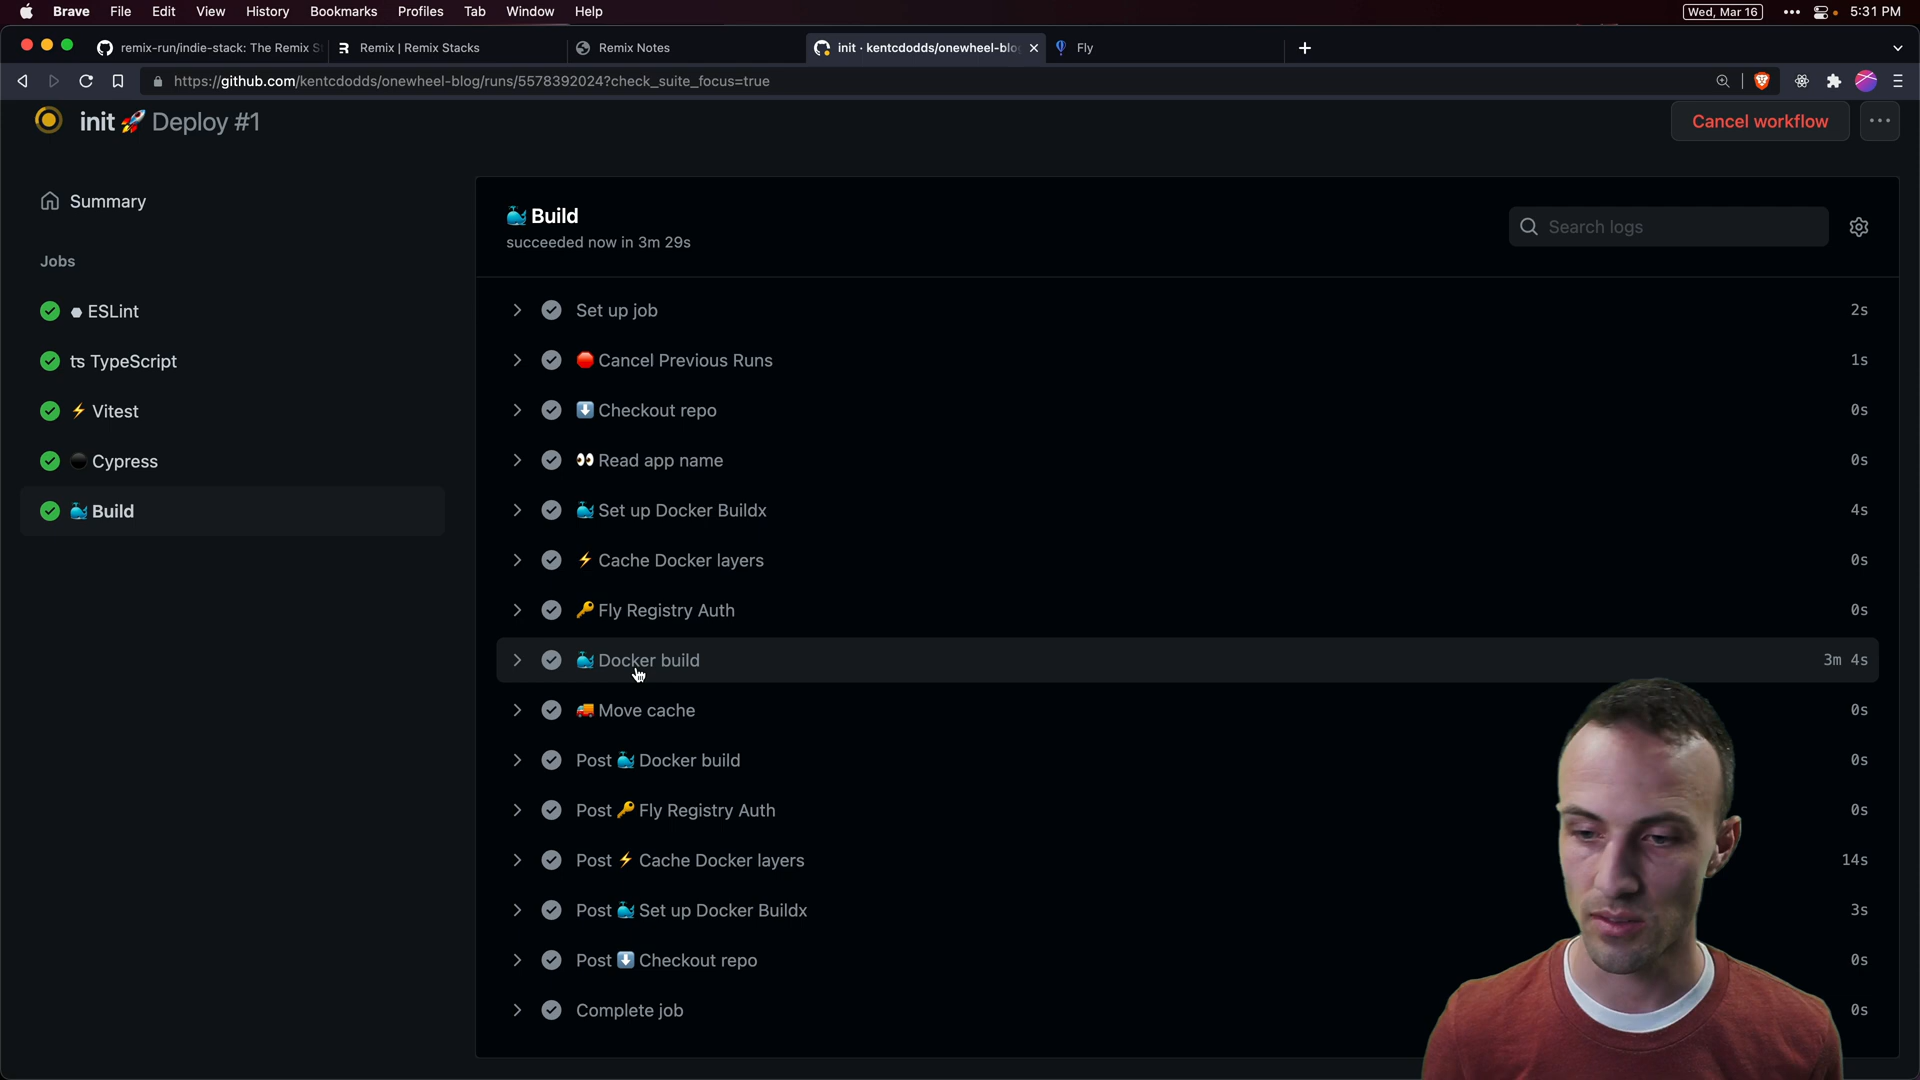 Brave File Edit View History Bookmarks Profiles Tab Window Help Wed, Mar 16 5:31 PM
remix-run/indie-stack: The Remix S
Remix | Remix Stacks
Remix Notes
init · kentcdodds/onewheel-blo
Fly
https://github.com/kentcdodds/onewheel-blog/runs/5578392024?check_suite_focus=true
init 🚀 Deploy #1
Cancel workflow
Summary
Jobs
ESLint
ʦ TypeScript
⚡ Vitest
Cypress
🐳 Build
🐳 Build
succeeded now in 3m 29s
Search logs
Set up job 2s
🛑 Cancel Previous Runs 1s
⬇️ Checkout repo 0s
👀 Read app name 0s
🐳 Set up Docker Buildx 4s
⚡ Cache Docker layers 0s
🔑 Fly Registry Auth 0s
🐳 Docker build 3m 4s
🚚 Move cache 0s
Post 🐳 Docker build 0s
Post 🔑 Fly Registry Auth 0s
Post ⚡ Cache Docker layers 14s
Post 🐳 Set up Docker Buildx 3s
Post ⬇️ Checkout repo 0s
Complete job 0s